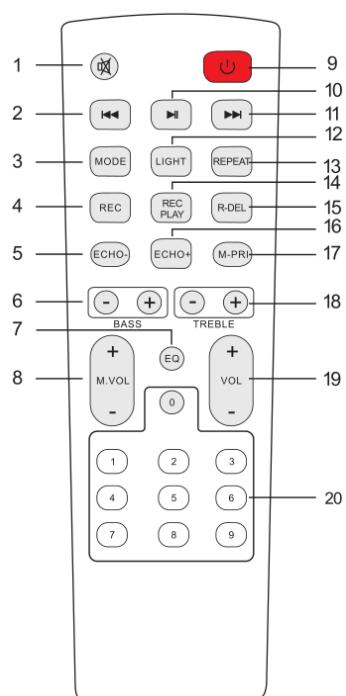 1 9
10
2 11
12
3 MODE LIGHT REPEAT 13
14
4 REC REC PLAY R-DEL 15
16
5 ECHO- ECHO+ M-PRI 17
6 - + - + 18
BASS TREBLE
7 EQ
+ +
8 M.VOL VOL 19
- -
0
1 2 3
4 5 6 20
7 8 9